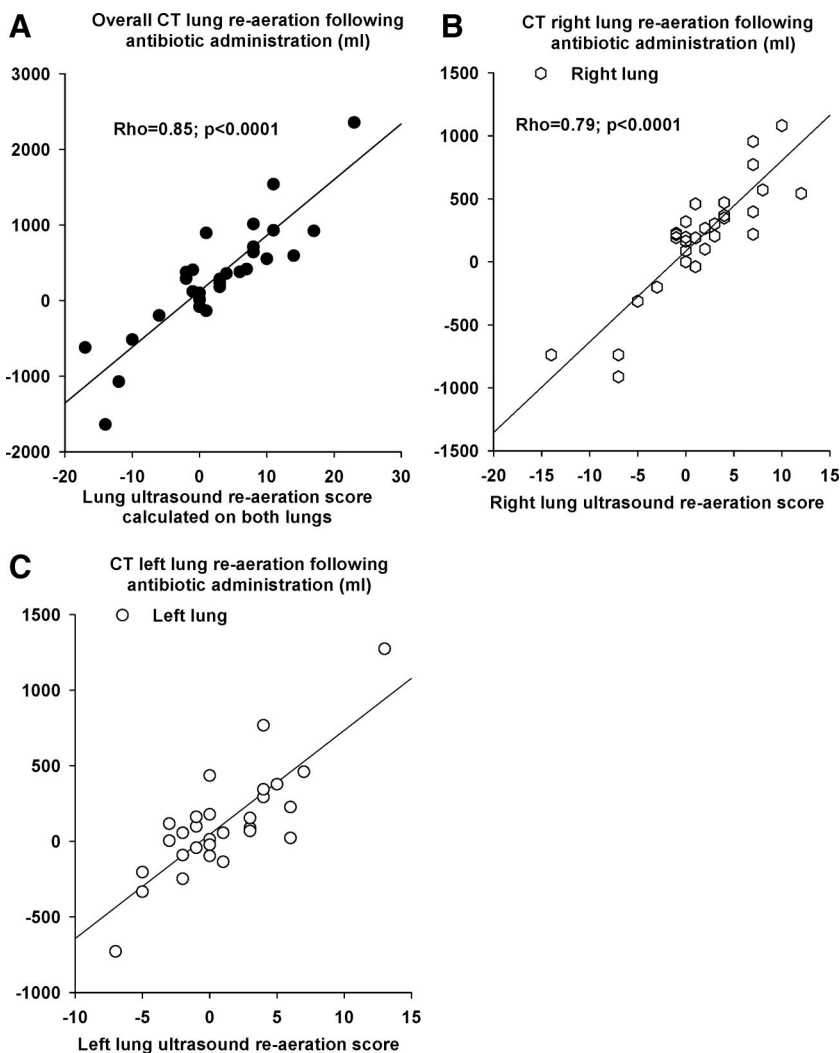 A
Overall CT lung re-aeration following
antibiotic administration (ml)
3000
2000
1000
0
-1000
-2000
Rho=0.85; p<0.0001
-20
-10
0
10
20
30
Lung ultrasound re-aeration score
calculated on both lungs
B
CT right lung re-aeration following
antibiotic administration (ml)
1500
1000
500
0
-500
-1000
-1500
Right lung
Rho=0.79; p<0.0001
-20
-15
-10
-5
0
5
10
15
Right lung ultrasound re-aeration score
C
CT left lung re-aeration following
antibiotic administration (ml)
1500
1000
500
0
-500
-1000
Left lung
-10
-5
0
5
10
15
Left lung ultrasound re-aeration score